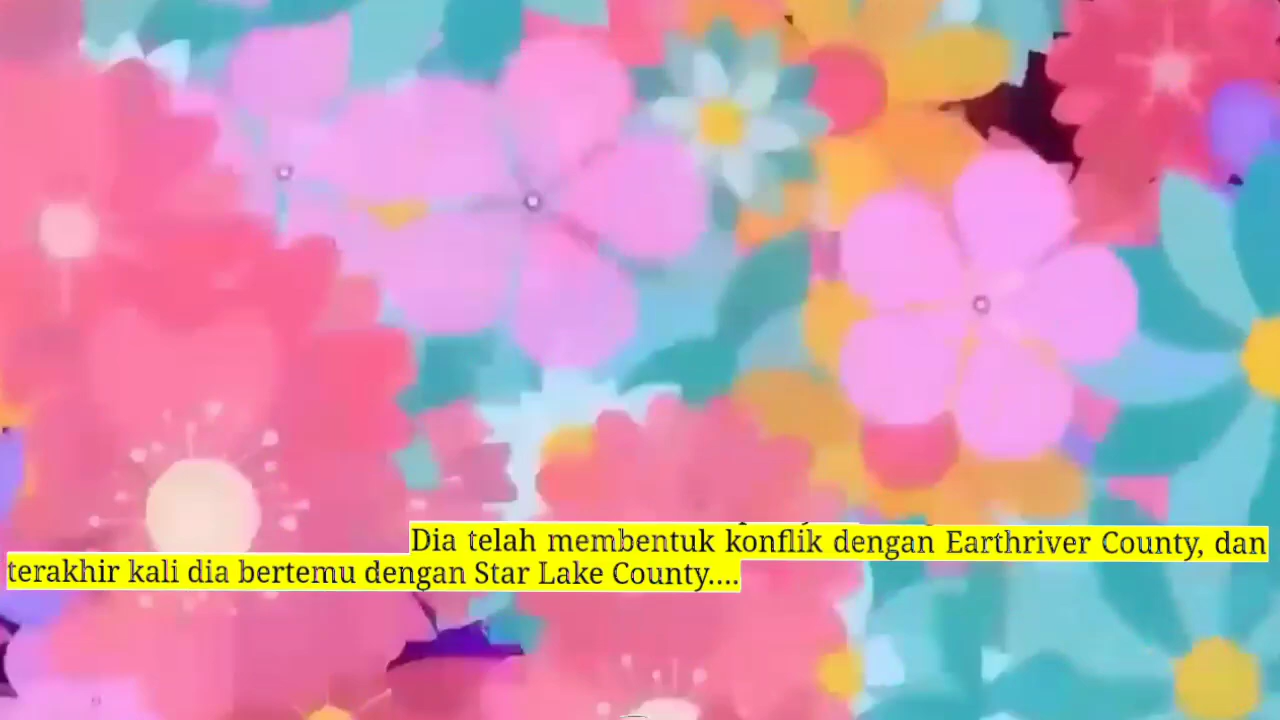 Dia telah membentuk konflik dengan Earthriver County, dan
terakhir kali dia bertemu dengan Star Lake County....